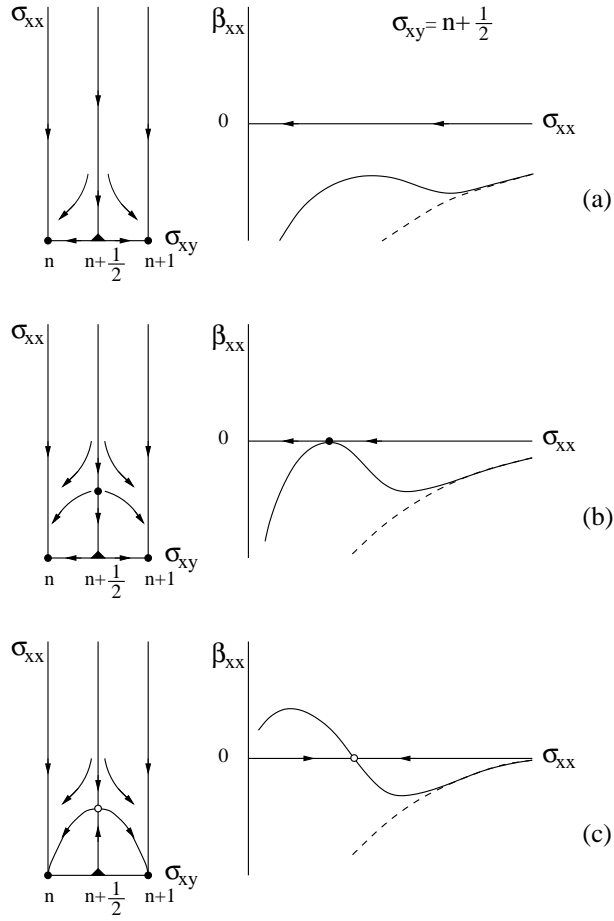 σxx
βxx
σxy = n + 1/2
0
σxx
(a)
σxy
n
n+ 1/2
n+1
σxx
βxx
0
σxx
(b)
σxy
n
n+ 1/2
n+1
σxx
βxx
0
σxx
(c)
σxy
n
n+ 1/2
n+1